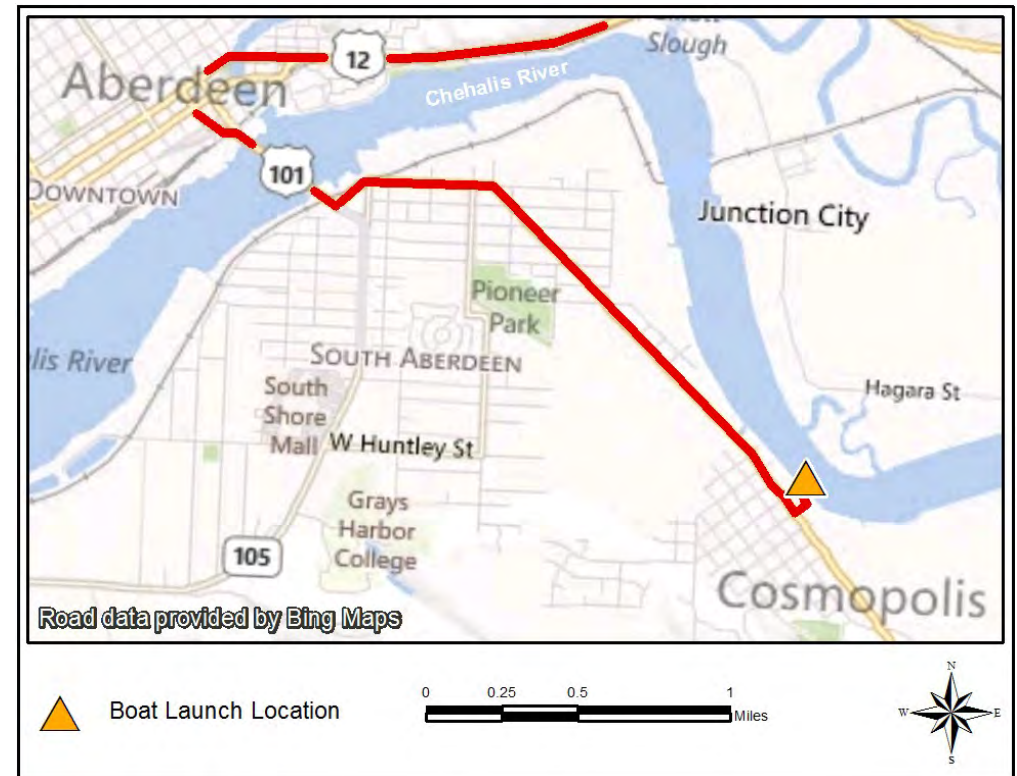 Slough
12
Aberdeen
Chehalis River
101
DOWNTOWN
Junction City
Pioneer
Park
lis River
SOUTH ABERDEEN
South
Shore
Mall
W Huntley St
Hagara St
Grays
Harbor
College
105
Cosmopolis
Road data provided by Bing Maps
Boat Launch Location
0 0.25 0.5 1
Miles
N
W E
S